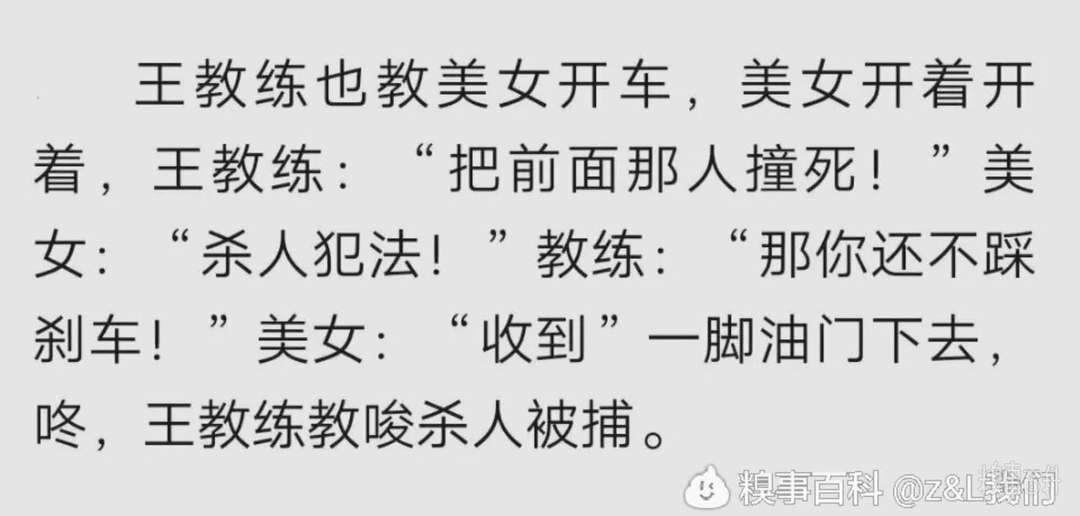 王教练也教美女开车，美女开着开
着，王教练：“把前面那人撞死！”美
女：“杀人犯法！”教练：“那你还不踩
刹车！”美女：“收到”一脚油门下去，
咚，王教练教唆杀人被捕。
糗事百科 @z&L我们